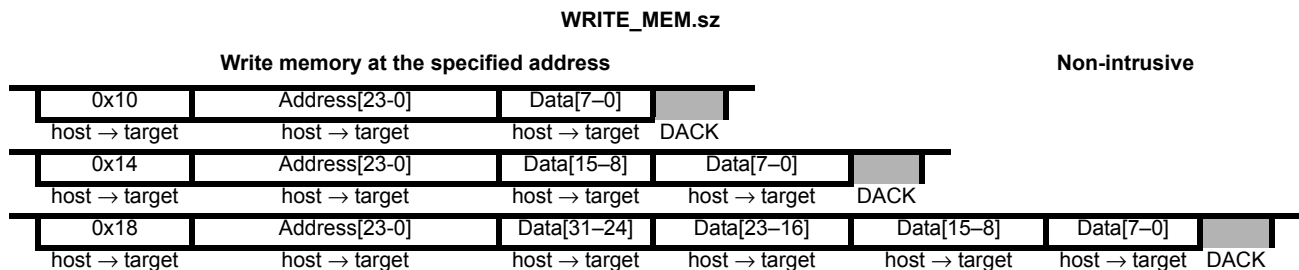 WRITE_MEM.sz
Write memory at the specified address Non-intrusive
0x10 Address[23-0] Data[7–0]
host → target host → target host → target DACK
0x14 Address[23-0] Data[15–8] Data[7–0]
host → target host → target host → target host → target DACK
0x18 Address[23-0] Data[31–24] Data[23–16] Data[15–8] Data[7–0]
host → target host → target host → target host → target host → target host → target DACK